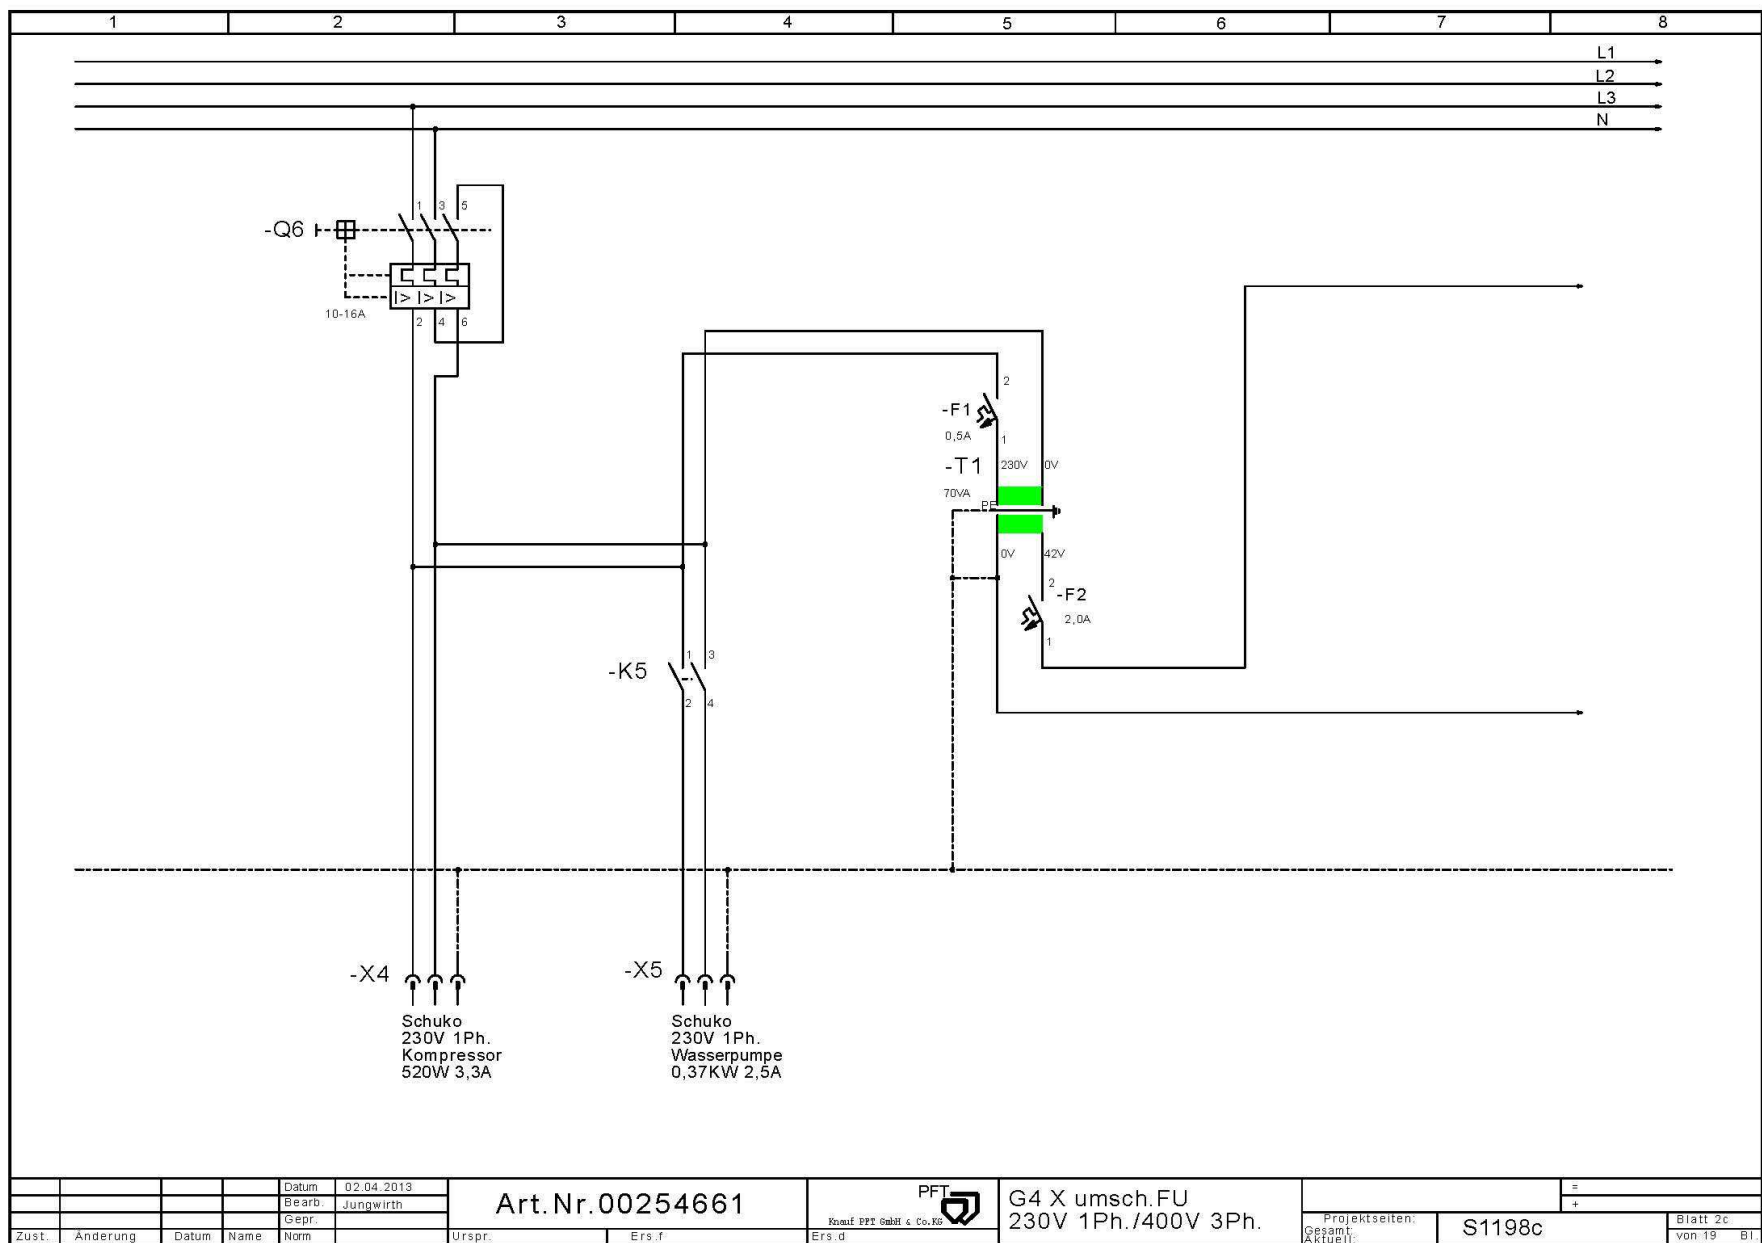 1 2 3 4 5 6 7 8
L1
L2
L3
N
1 3 5
-Q6
I> I> I>
10-16A
2 4 6
2
-F1
0,5A
1
-T1 230V 0V
70VA
PE
0V 42V
2
-F2
2,0A
1
1 3
-K5
2 4
-X4
-X5
Schuko
230V 1Ph.
Kompressor
520W 3,3A
Schuko
230V 1Ph.
Wasserpumpe
0,37KW 2,5A
Datum 02.04.2013
Bearb. Jungwirth
Gepr.
Zust. Änderung Datum Name Norm
Art.Nr.00254661
Urspr. Ers.f Ers.d
PFT
Knauf PFT GmbH & Co.KG
G4 X umsch.FU
230V 1Ph./400V 3Ph.
Projektseiten:
Gesamt:
Aktuell:
S1198c
=
+
Blatt 2c
von 19 Bl.